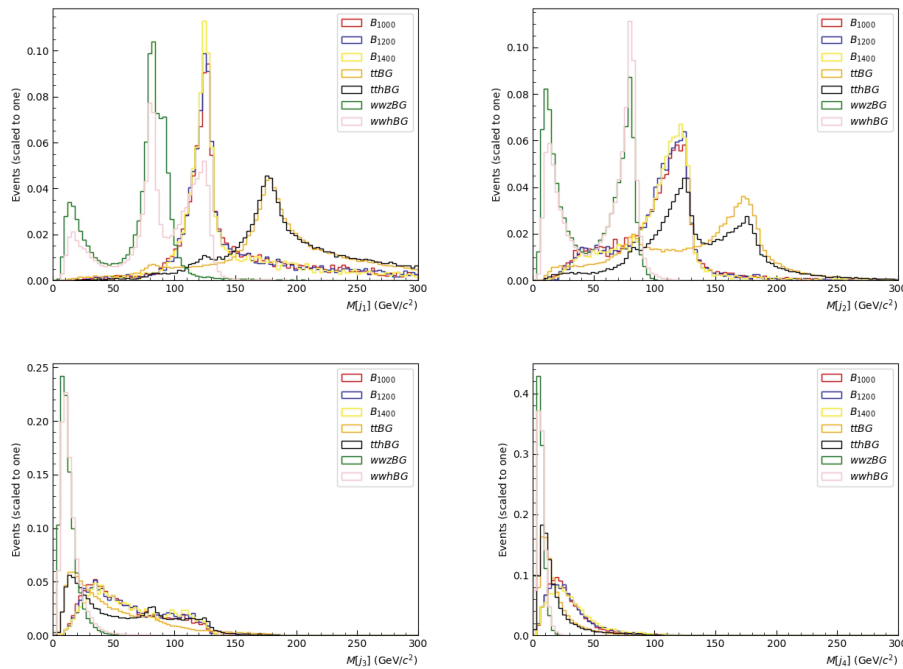 Events (scaled to one)
0.10
0.08
0.06
0.04
0.02
0.00
0 50 100 150 200 250 300
M[j₁] (GeV/c²)
B₁₀₀₀
B₁₂₀₀
B₁₄₀₀
ttBG
tthBG
wwzBG
wwhBG
Events (scaled to one)
0.10
0.08
0.06
0.04
0.02
0.00
0 50 100 150 200 250 300
M[j₂] (GeV/c²)
B₁₀₀₀
B₁₂₀₀
B₁₄₀₀
ttBG
tthBG
wwzBG
wwhBG
Events (scaled to one)
0.25
0.20
0.15
0.10
0.05
0.00
0 50 100 150 200 250 300
M[j₃] (GeV/c²)
B₁₀₀₀
B₁₂₀₀
B₁₄₀₀
ttBG
tthBG
wwzBG
wwhBG
Events (scaled to one)
0.4
0.3
0.2
0.1
0.0
0 50 100 150 200 250 300
M[j₄] (GeV/c²)
B₁₀₀₀
B₁₂₀₀
B₁₄₀₀
ttBG
tthBG
wwzBG
wwhBG